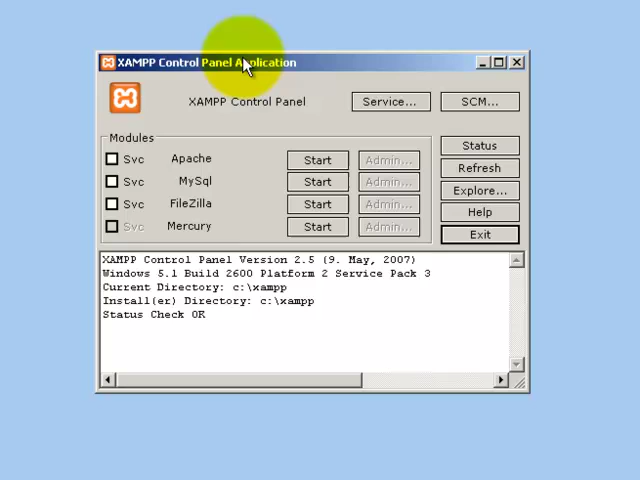 XAMPP Control Panel Application
XAMPP Control Panel
Service...
SCM...
Modules
Svc Apache Start Admin...
Svc MySql Start Admin...
Svc FileZilla Start Admin...
Svc Mercury Start Admin...
Status
Refresh
Explore...
Help
Exit
XAMPP Control Panel Version 2.5 (9. May, 2007)
Windows 5.1 Build 2600 Platform 2 Service Pack 3
Current Directory: c:\xampp
Install(er) Directory: c:\xampp
Status Check OK